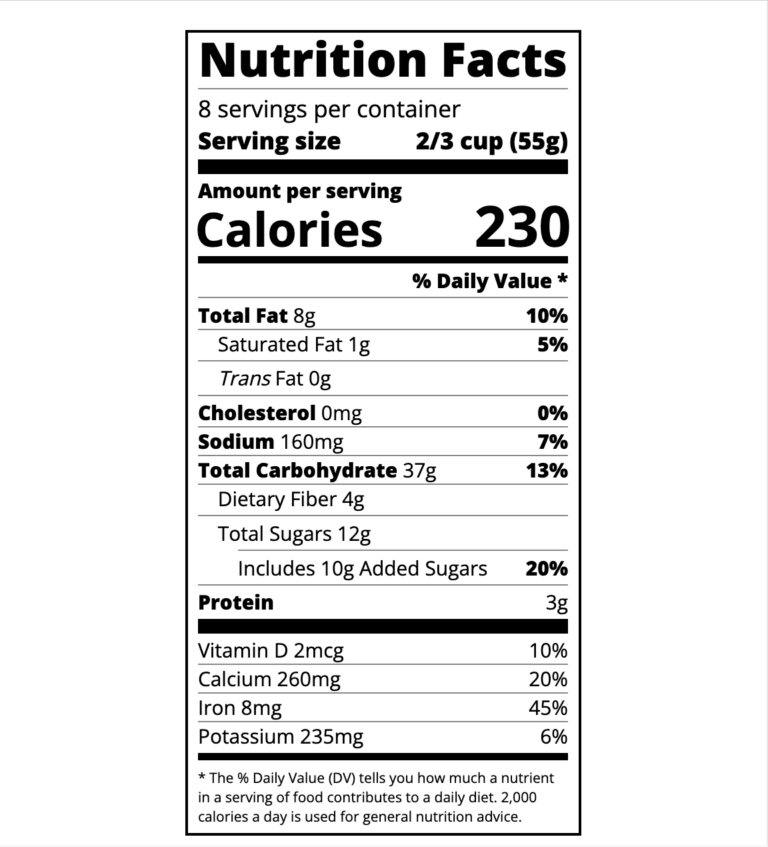 Nutrition Facts
8 servings per container
Serving size 2/3 cup (55g)
Amount per serving
Calories 230
% Daily Value *
Total Fat 8g 10%
Saturated Fat 1g 5%
Trans Fat 0g
Cholesterol 0mg 0%
Sodium 160mg 7%
Total Carbohydrate 37g 13%
Dietary Fiber 4g
Total Sugars 12g
Includes 10g Added Sugars 20%
Protein 3g
Vitamin D 2mcg 10%
Calcium 260mg 20%
Iron 8mg 45%
Potassium 235mg 6%
* The % Daily Value (DV) tells you how much a nutrient
in a serving of food contributes to a daily diet. 2,000
calories a day is used for general nutrition advice.